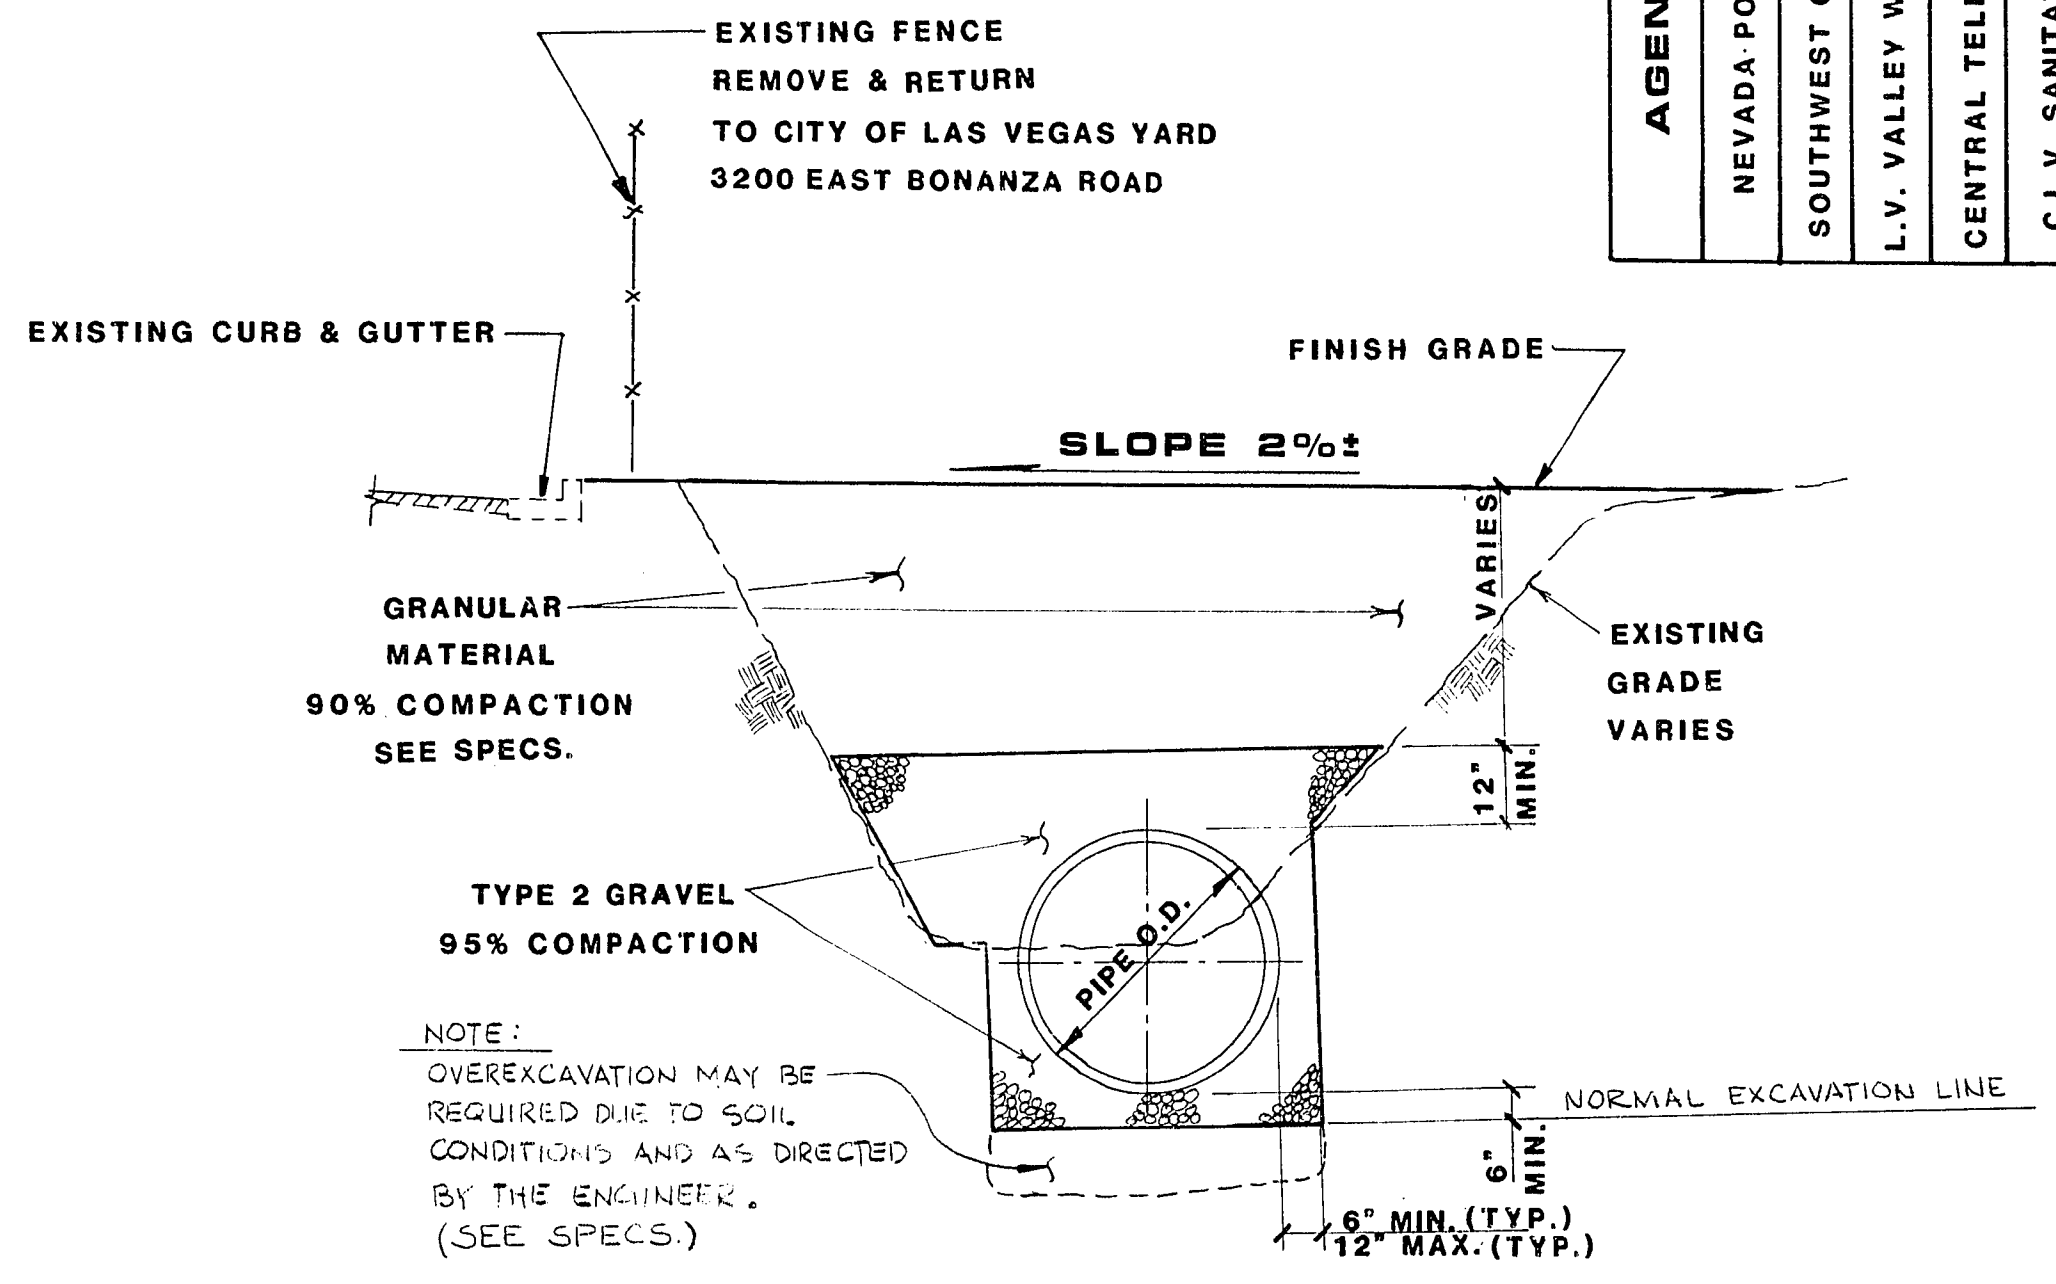 EXISTING FENCE
REMOVE & RETURN
TO CITY OF LAS VEGAS YARD
3200 EAST BONANZA ROAD
AGEN
NEVADA PO
SOUTHWEST
L.V. VALLEY W
CENTRAL TEL
C.L.V. SANITA
EXISTING CURB & GUTTER
FINISH GRADE
SLOPE 2%±
VARIES
GRANULAR
MATERIAL
90% COMPACTION
SEE SPECS.
EXISTING
GRADE
VARIES
12"
MIN.
TYPE 2 GRAVEL
95% COMPACTION
PIPE O.D.
NOTE:
OVEREXCAVATION MAY BE
REQUIRED DUE TO SOIL
CONDITIONS AND AS DIRECTED
BY THE ENGINEER.
(SEE SPECS.)
NORMAL EXCAVATION LINE
6"
MIN.
6" MIN. (TYP.)
12" MAX. (TYP.)